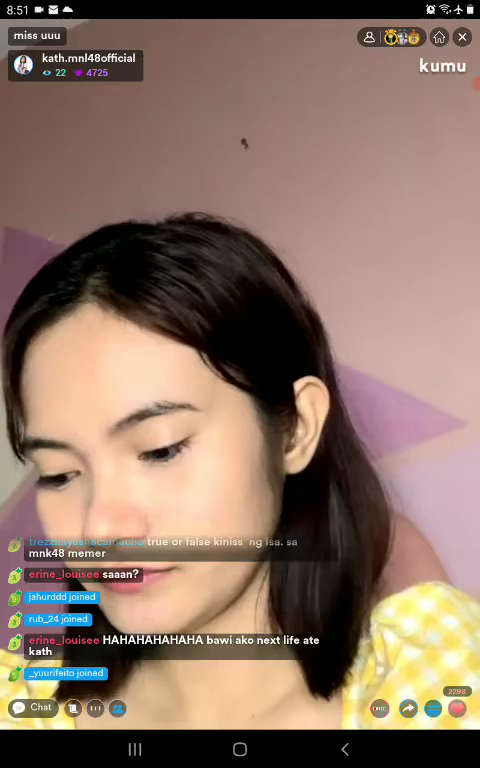 8:51
miss uuu
kath.mnl48official
22 4725
kumu
true or false kiniss ng isa. sa
mnk48 memer
erine_louisee saaan?
jahurddd joined
rub_24 joined
erine_louisee HAHAHAHAHAHA bawi ako next life ate
kath
_yuurifeito joined
2298
Chat